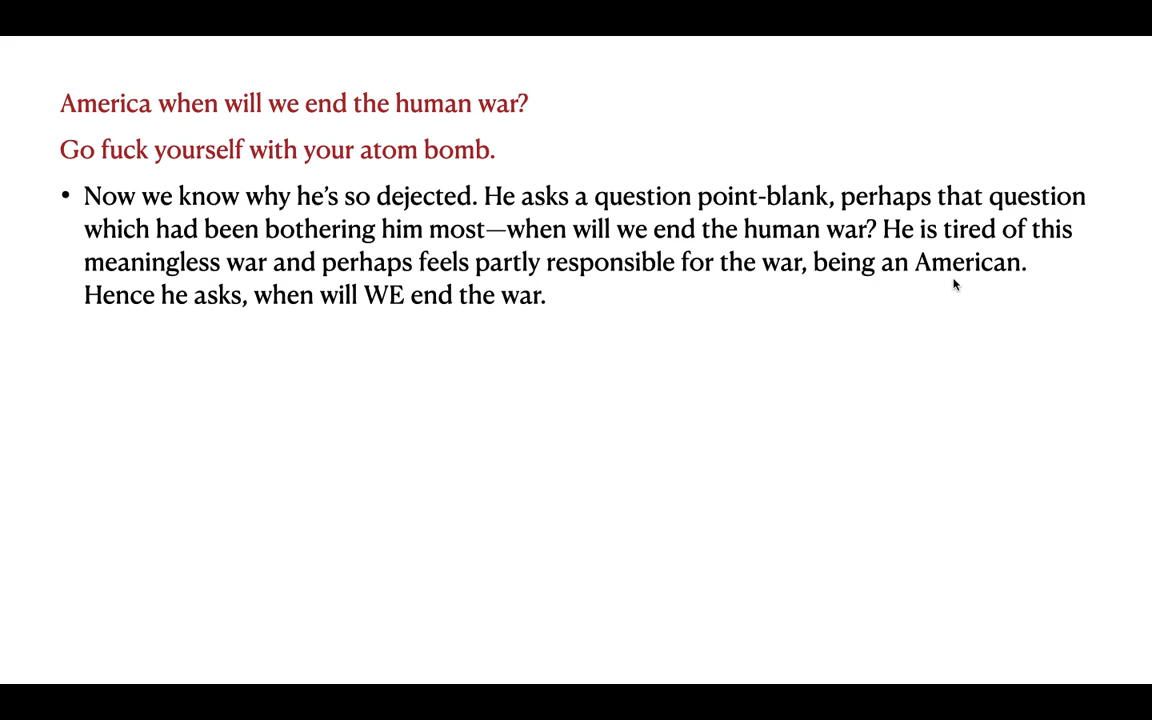 America when will we end the human war?
Go fuck yourself with your atom bomb.
• Now we know why he’s so dejected. He asks a question point-blank, perhaps that question
which had been bothering him most—when will we end the human war? He is tired of this
meaningless war and perhaps feels partly responsible for the war, being an American.
Hence he asks, when will WE end the war.